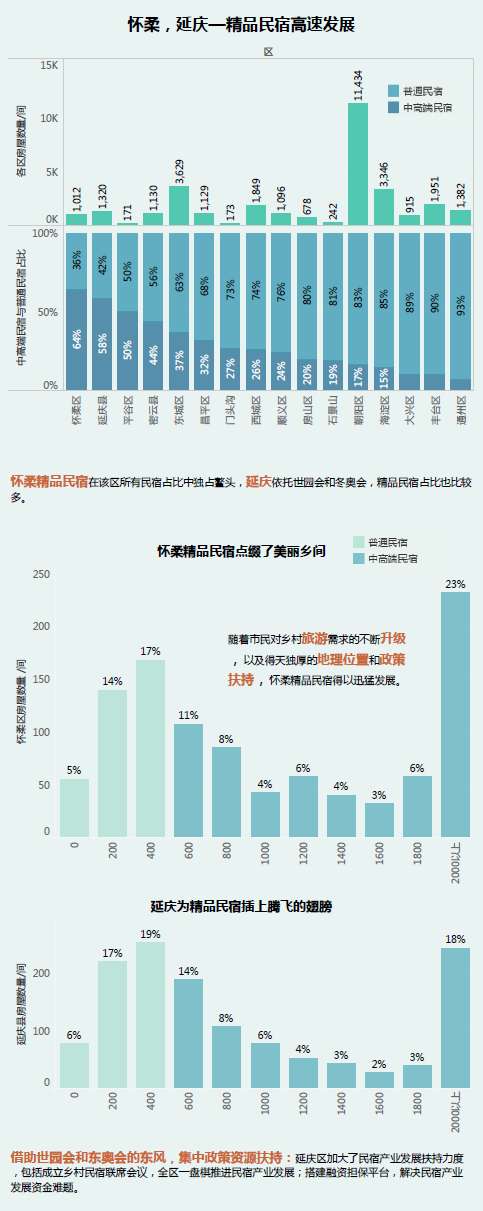 怀柔，延庆—精品民宿高速发展
区
各区房屋数量/间
15K
10K
5K
0K
普通民宿
中高端民宿
1,012
1,320
171
1,130
3,629
1,129
173
1,849
1,096
678
242
11,434
3,346
915
1,951
1,382
中高端民宿与普通民宿占比
100%
50%
0%
36%
42%
50%
56%
63%
68%
73%
74%
76%
80%
81%
83%
85%
89%
90%
93%
64%
58%
50%
44%
37%
32%
27%
26%
24%
20%
19%
17%
15%
怀柔区
延庆县
平谷区
密云县
东城区
昌平区
门头沟
西城区
顺义区
房山区
石景山
朝阳区
海淀区
大兴区
丰台区
通州区
怀柔精品民宿在该区所有民宿占比中独占鳌头，延庆依托世园会和冬奥会，精品民宿占比也比较
多。
普通民宿
中高端民宿
怀柔精品民宿点缀了美丽乡间
怀柔区房屋数量 /间
250
200
150
100
50
0
5%
14%
17%
11%
8%
4%
6%
4%
3%
6%
23%
随着市民对乡村旅游需求的不断升级
，以及得天独厚的地理位置和政策
扶持，怀柔精品民宿得以迅猛发展。
0
200
400
600
800
1000
1200
1400
1600
1800
2000以上
延庆为精品民宿插上腾飞的翅膀
延庆县房屋数量/间
200
100
0
6%
17%
19%
14%
8%
6%
4%
3%
2%
3%
18%
0
200
400
600
800
1000
1200
1400
1600
1800
2000以上
借助世园会和东奥会的东风，集中政策资源扶持：延庆区加大了民宿产业发展扶持力度
，包括成立乡村民宿联席会议，全区一盘棋推进民宿产业发展；搭建融资担保平台，解决民宿产业
发展资金难题。